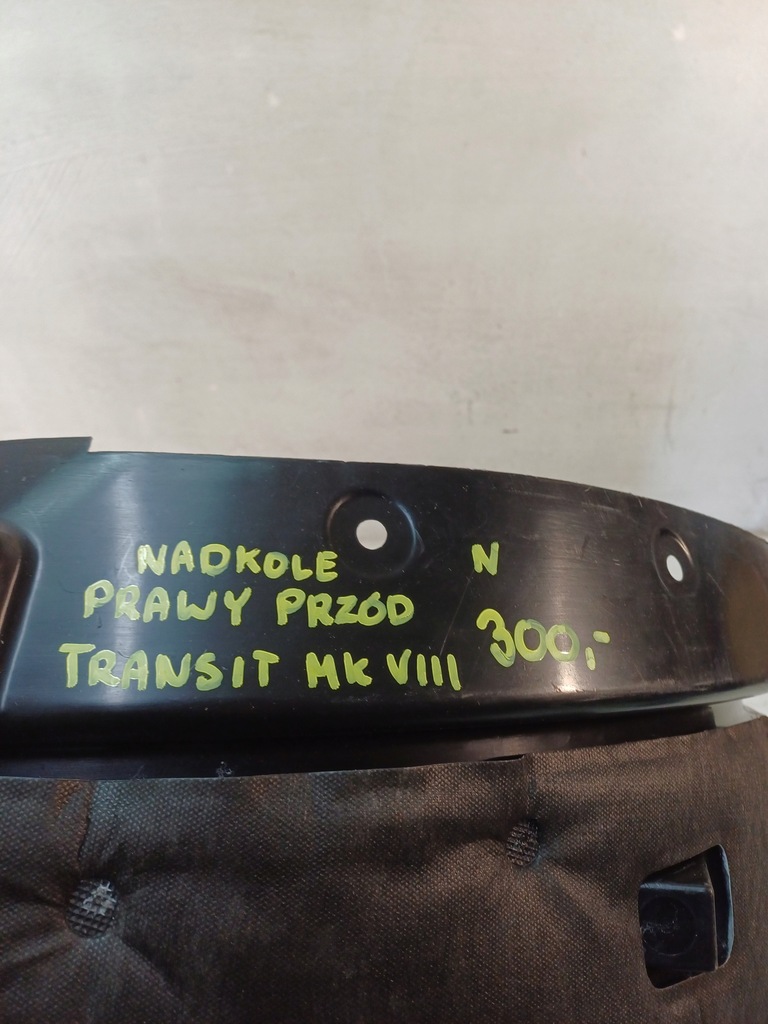 NADKOLE N
PRAWY PRZÓD
TRANSIT MK VIII 300,-